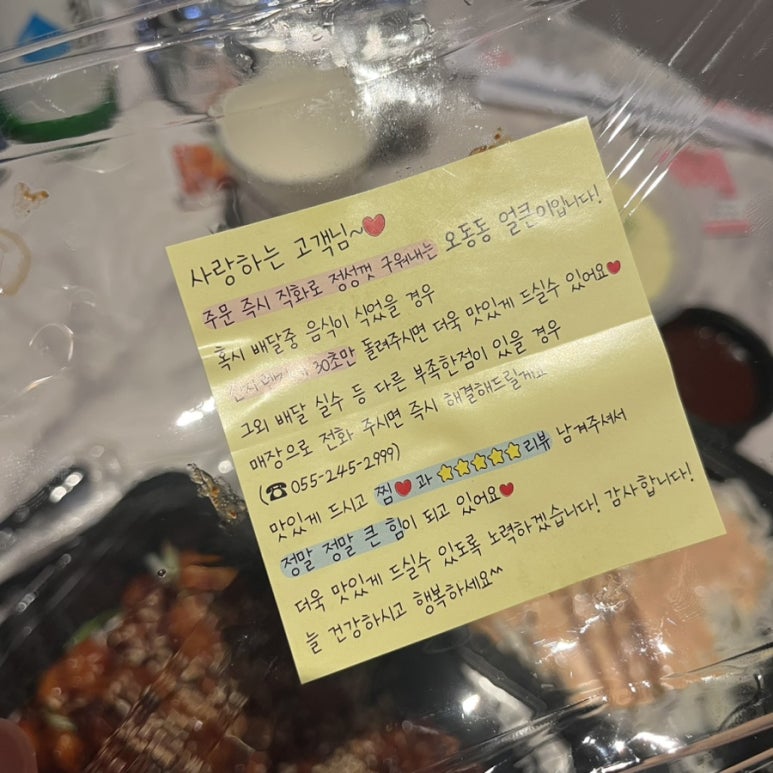 사랑하는 고객님~❤️
주문 즉시 직화로 정성껏 구워내는 오동동 얼큰이입니다!
혹시 배달중 음식이 식었을 경우
30초만 돌려주시면 더욱 맛있게 드실수 있어요❤️
그외 배달 실수 등 다른 부족한점이 있을 경우
매장으로 전화 주시면 즉시 해결해드릴게요
(☎055-245-2999)
맛있게 드시고 찜❤️과 ⭐⭐⭐⭐⭐리뷰 남겨주셔서
정말 정말 큰 힘이 되고 있어요❤️
더욱 맛있게 드실수 있도록 노력하겠습니다! 감사합니다!
늘 건강하시고 행복하세요^^